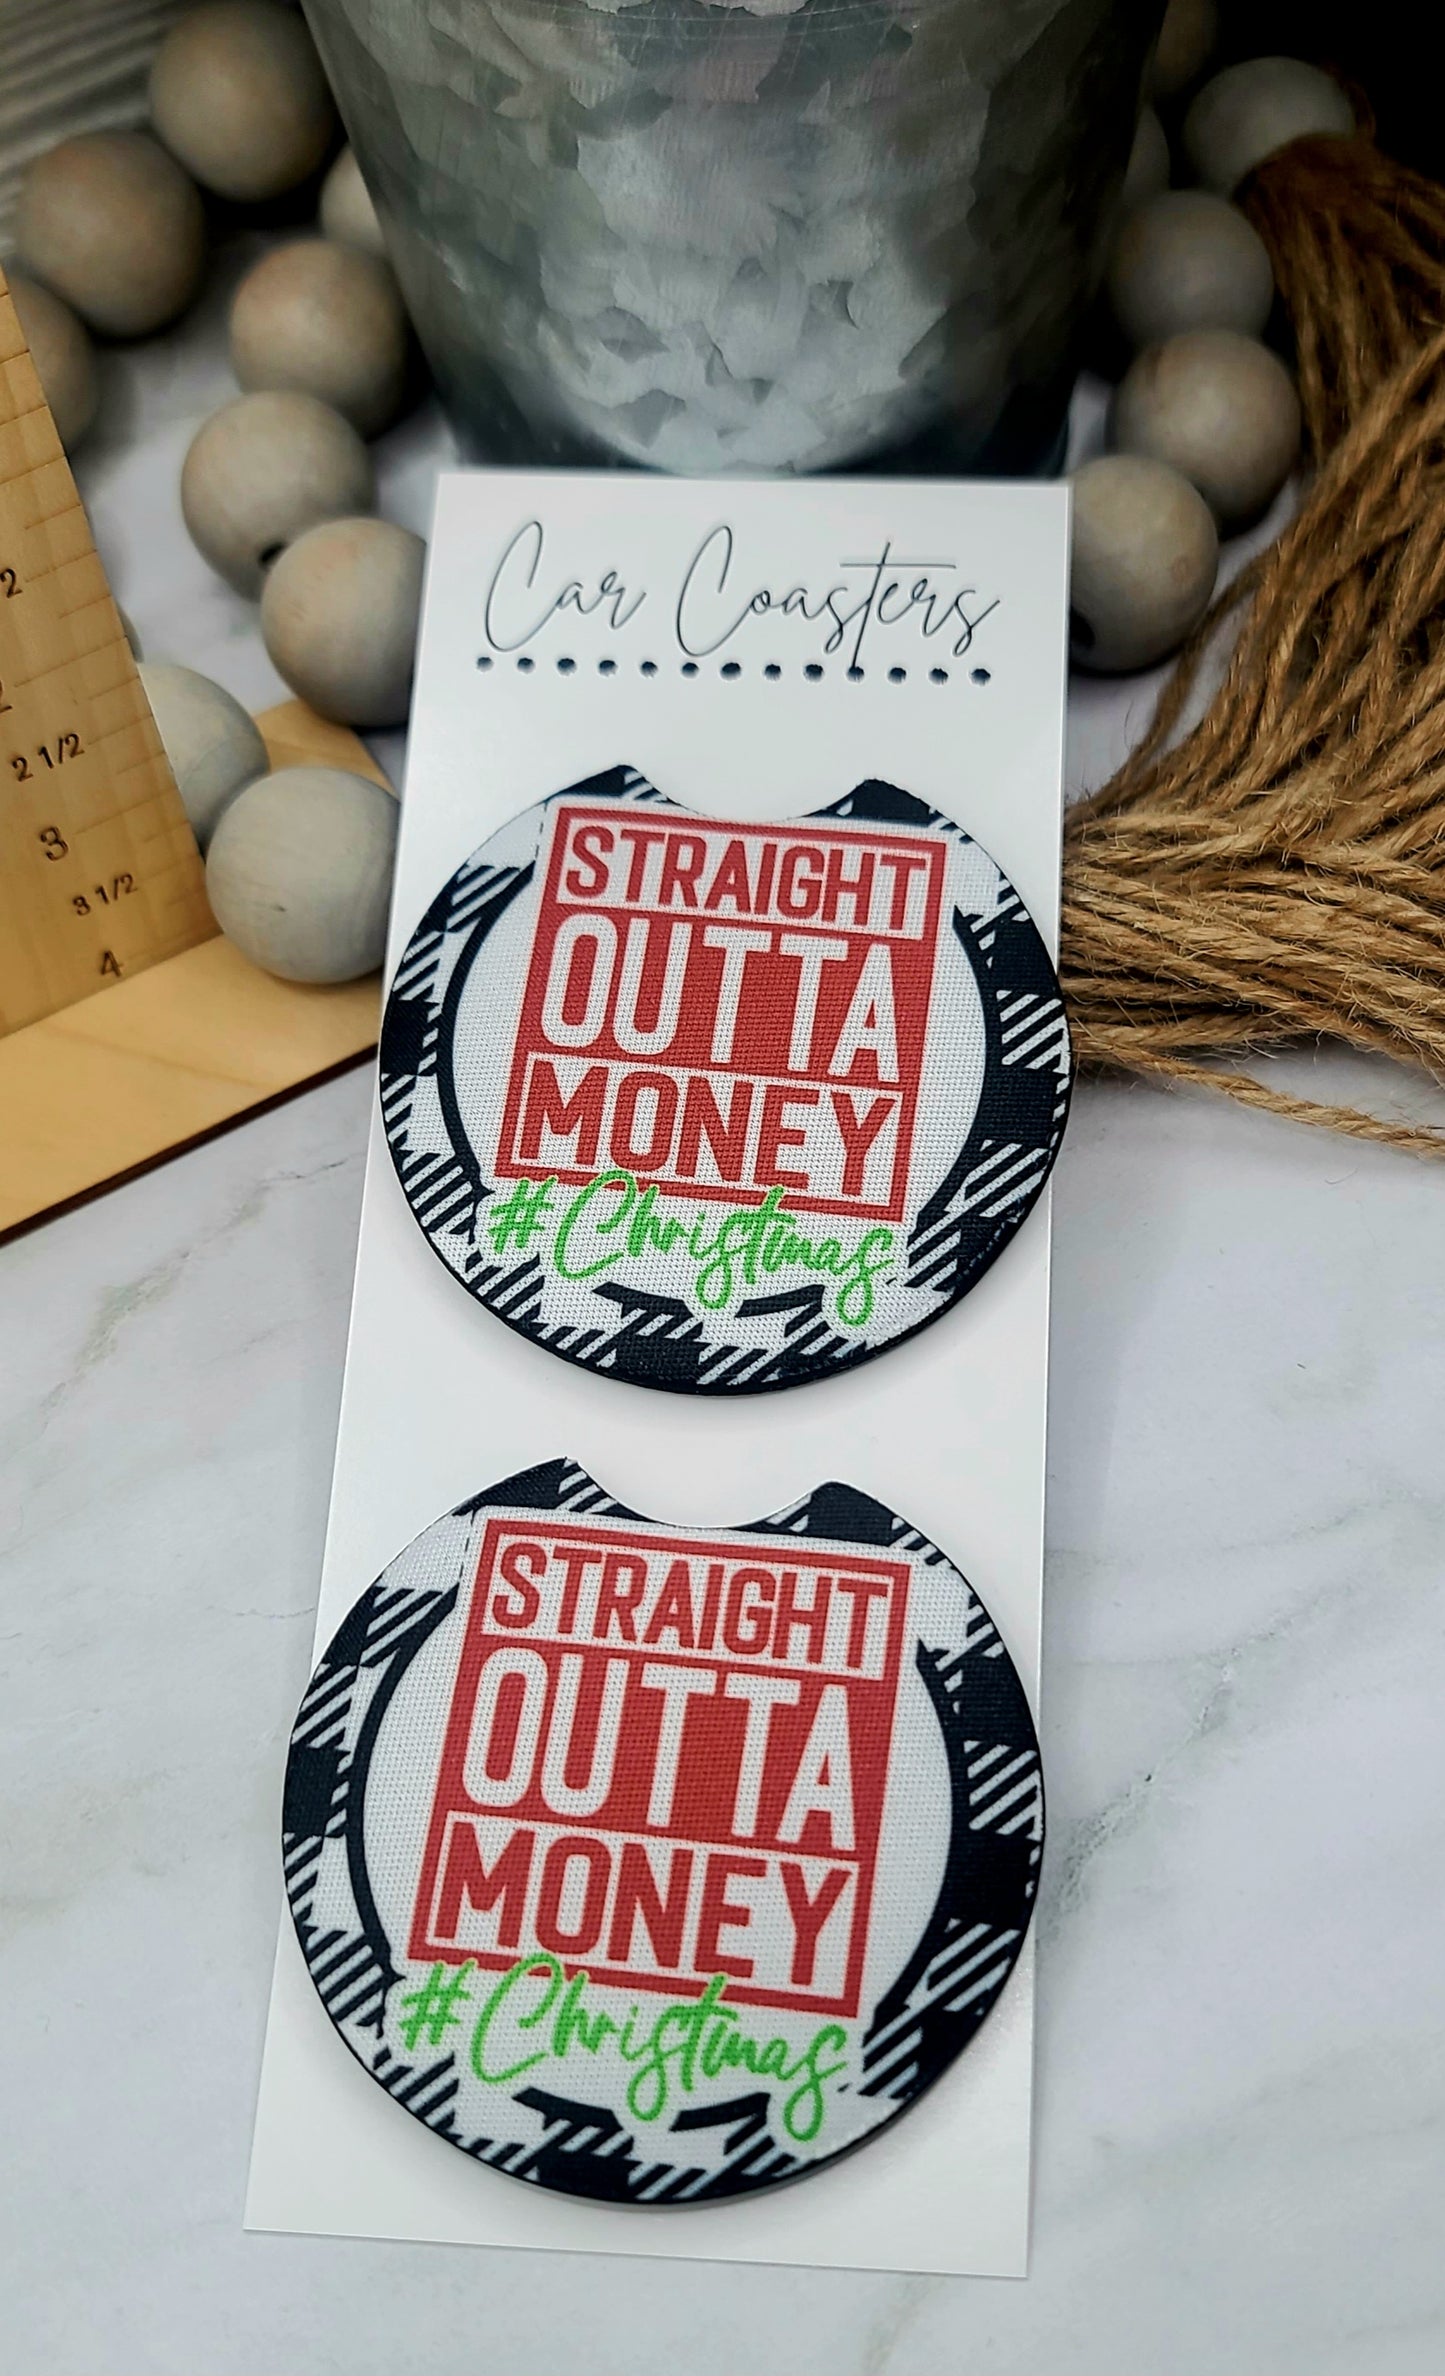 Car Coasters
STRAIGHT
OUTTA
MONEY
#Christmas
STRAIGHT
OUTTA
MONEY
#Christmas
2
2 1/2
3
3 1/2
4